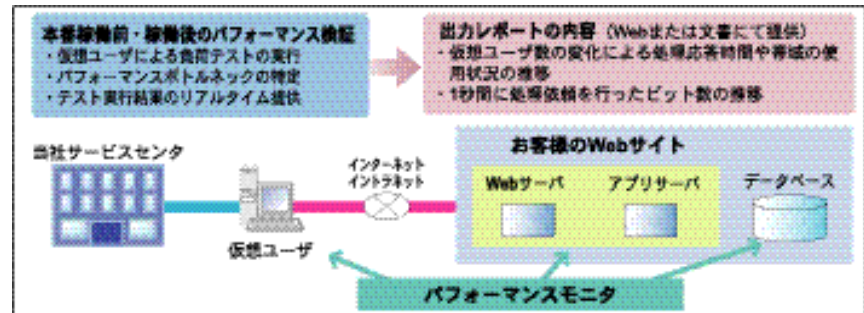 本番稼働前・稼働後のパフォーマンス検証
・仮想ユーザによる負荷テストの実行
・パフォーマンスボトルネックの特定
・テスト実行結果のリアルタイム提供
出力レポートの内容（Webまたは文書にて提供）
・仮想ユーザ数の変化による処理応答時間や帯域の使
用状況の推移
・1秒間に処理依頼を行ったビット数の推移
当社サービスセンタ
仮想ユーザ
インターネット
イントラネット
お客様のWebサイト
Webサーバ
アプリサーバ
データベース
パフォーマンスモニタ